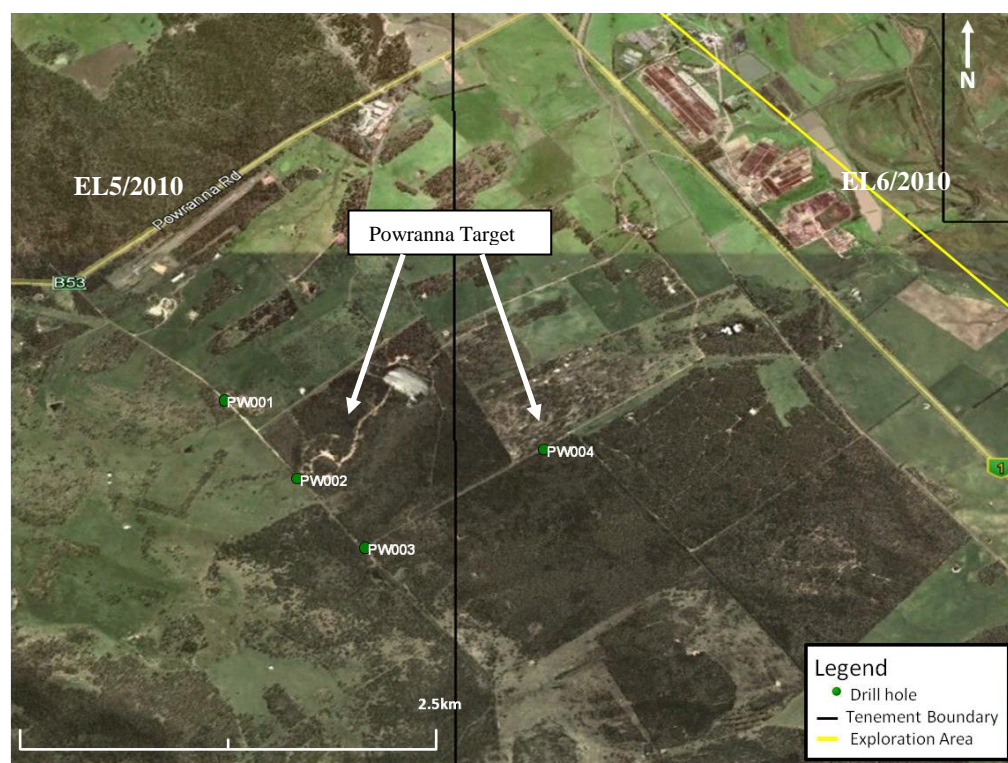 N
EL5/2010
EL6/2010
Powranna Rd
Powranna Target
B53
PW001
PW004
PW002
PW003
1
2.5km
Legend
Drill hole
Tenement Boundary
Exploration Area